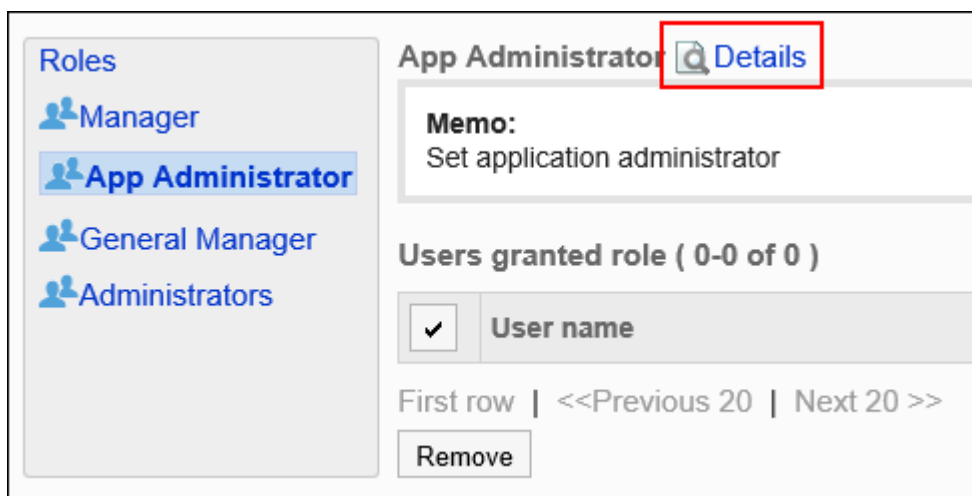 Roles
Manager
App Administrator
General Manager
Administrators
App Administrator Details
Memo:
Set application administrator
Users granted role ( 0-0 of 0 )
User name
First row | <<Previous 20 | Next 20 >>
Remove